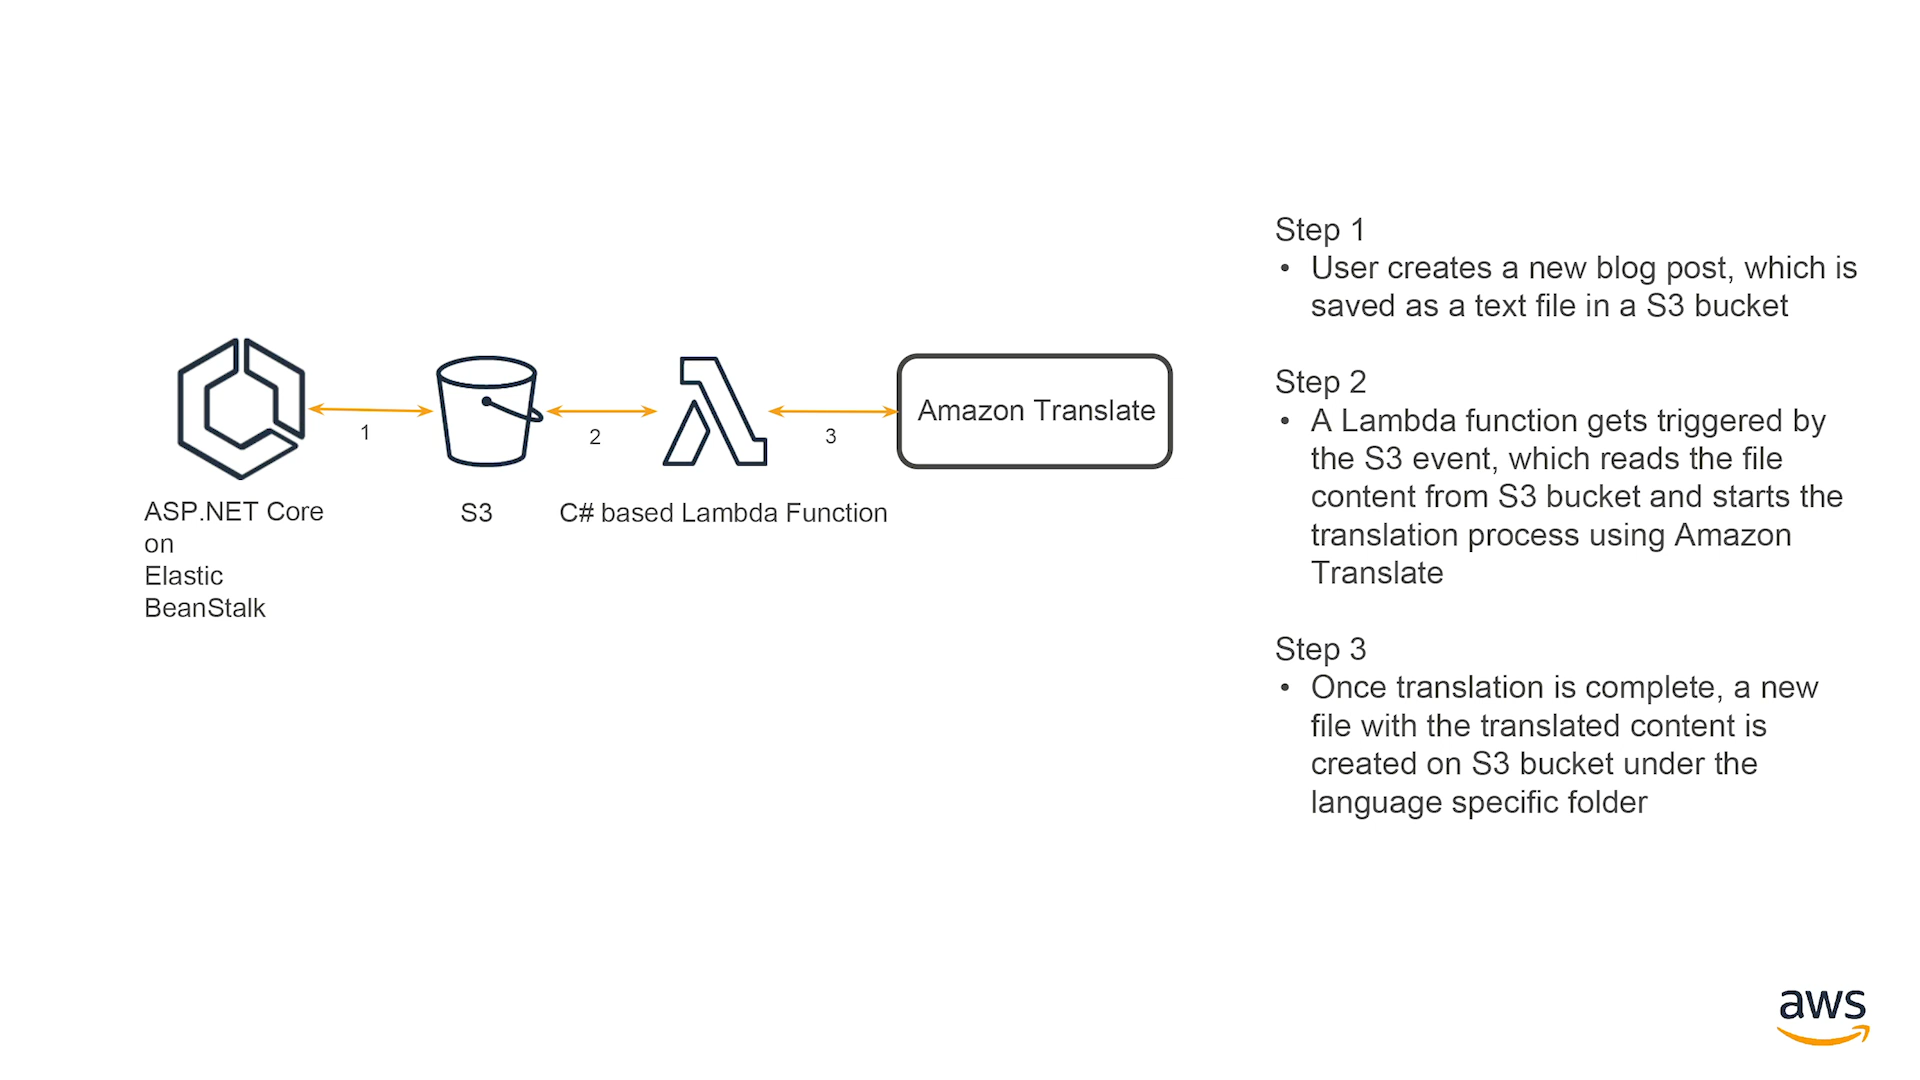 1
2
3
Amazon Translate
ASP.NET Core
on
Elastic
BeanStalk
S3
C# based Lambda Function
Step 1
• User creates a new blog post, which is
saved as a text file in a S3 bucket
Step 2
• A Lambda function gets triggered by
the S3 event, which reads the file
content from S3 bucket and starts the
translation process using Amazon
Translate
Step 3
• Once translation is complete, a new
file with the translated content is
created on S3 bucket under the
language specific folder
aws